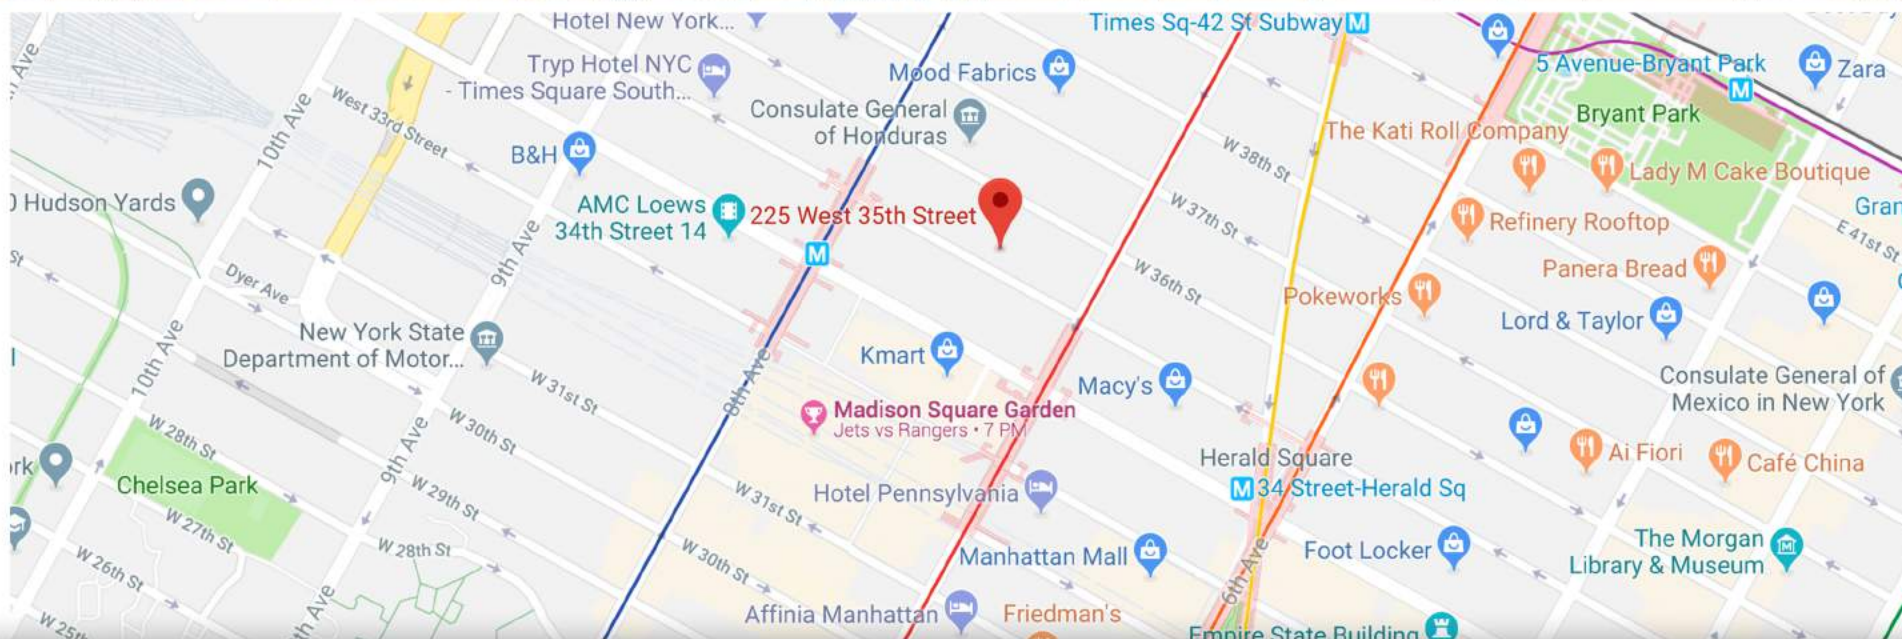 Hotel New York...
Times Sq-42 St Subway
M
Tryp Hotel NYC
- Times Square South...
Mood Fabrics
5 Avenue-Bryant Park
M
Zara
10th Ave
West 33rd Street
Consulate General
of Honduras
Bryant Park
The Kati Roll Company
B&H
W 38th St
Lady M Cake Boutique
Hudson Yards
AMC Loews
34th Street 14
225 West 35th Street
W 37th St
Refinery Rooftop
E 41st St
M
9th Ave
Dyer Ave
W 36th St
Panera Bread
Pokeworks
Lord & Taylor
New York State
Department of Motor...
10th Ave
Kmart
8th Ave
Macy's
W 31st St
Consulate General of
Mexico in New York
Madison Square Garden
Jets vs Rangers • 7 PM
W 28th St
W 30th St
9th Ave
Herald Square
M
34 Street-Herald Sq
Ai Fiori
Café China
Chelsea Park
W 29th St
Hotel Pennsylvania
W 31st St
W 27th St
W 28th St
W 30th St
Manhattan Mall
Foot Locker
The Morgan
Library & Museum
W 26th St
6th Ave
Affinia Manhattan
Friedman's
Empire State Building